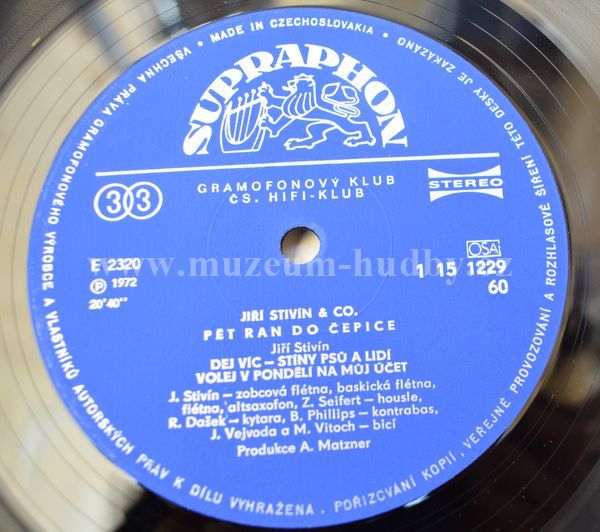 MADE IN CZECHOSLOVAKIA • VŠECHNA PRÁVA GRAMOFONOVÉHO VÝROBCE A VLASTNÍKŮ AUTORSKÝCH PRÁV K DÍLU VYHRAŽENA. POŘIZOVÁNÍ KOPIÍ, VEŘEJNÉ PROVOZOVÁNÍ A ROZHLASOVÉ ŠÍŘENÍ TÉTO DESKY JE ZAKÁZÁNO •
SUPRAPHON
GRAMOFONOVÝ KLUB
ČS. HIFI-KLUB
33
STEREO
OSA
E 2320
1 15 1229
℗ 1972
60
20'40''
www.muzeum-hudby.cz
JIŘÍ STIVÍN & CO.
PĚT RAN DO ČEPICE
Jiří Stivín
DEJ VÍC – STÍNY PSŮ A LIDÍ
VOLEJ V PONDĚLÍ NA MŮJ ÚČET
J. Stivín – zobcová flétna, baskická flétna,
flétna, altsaxofon, Z. Seifert – housle,
R. Dašek – kytara, B. Phillips – kontrabas,
J. Vejvoda a M. Vitoch – bicí
Produkce A. Matzner